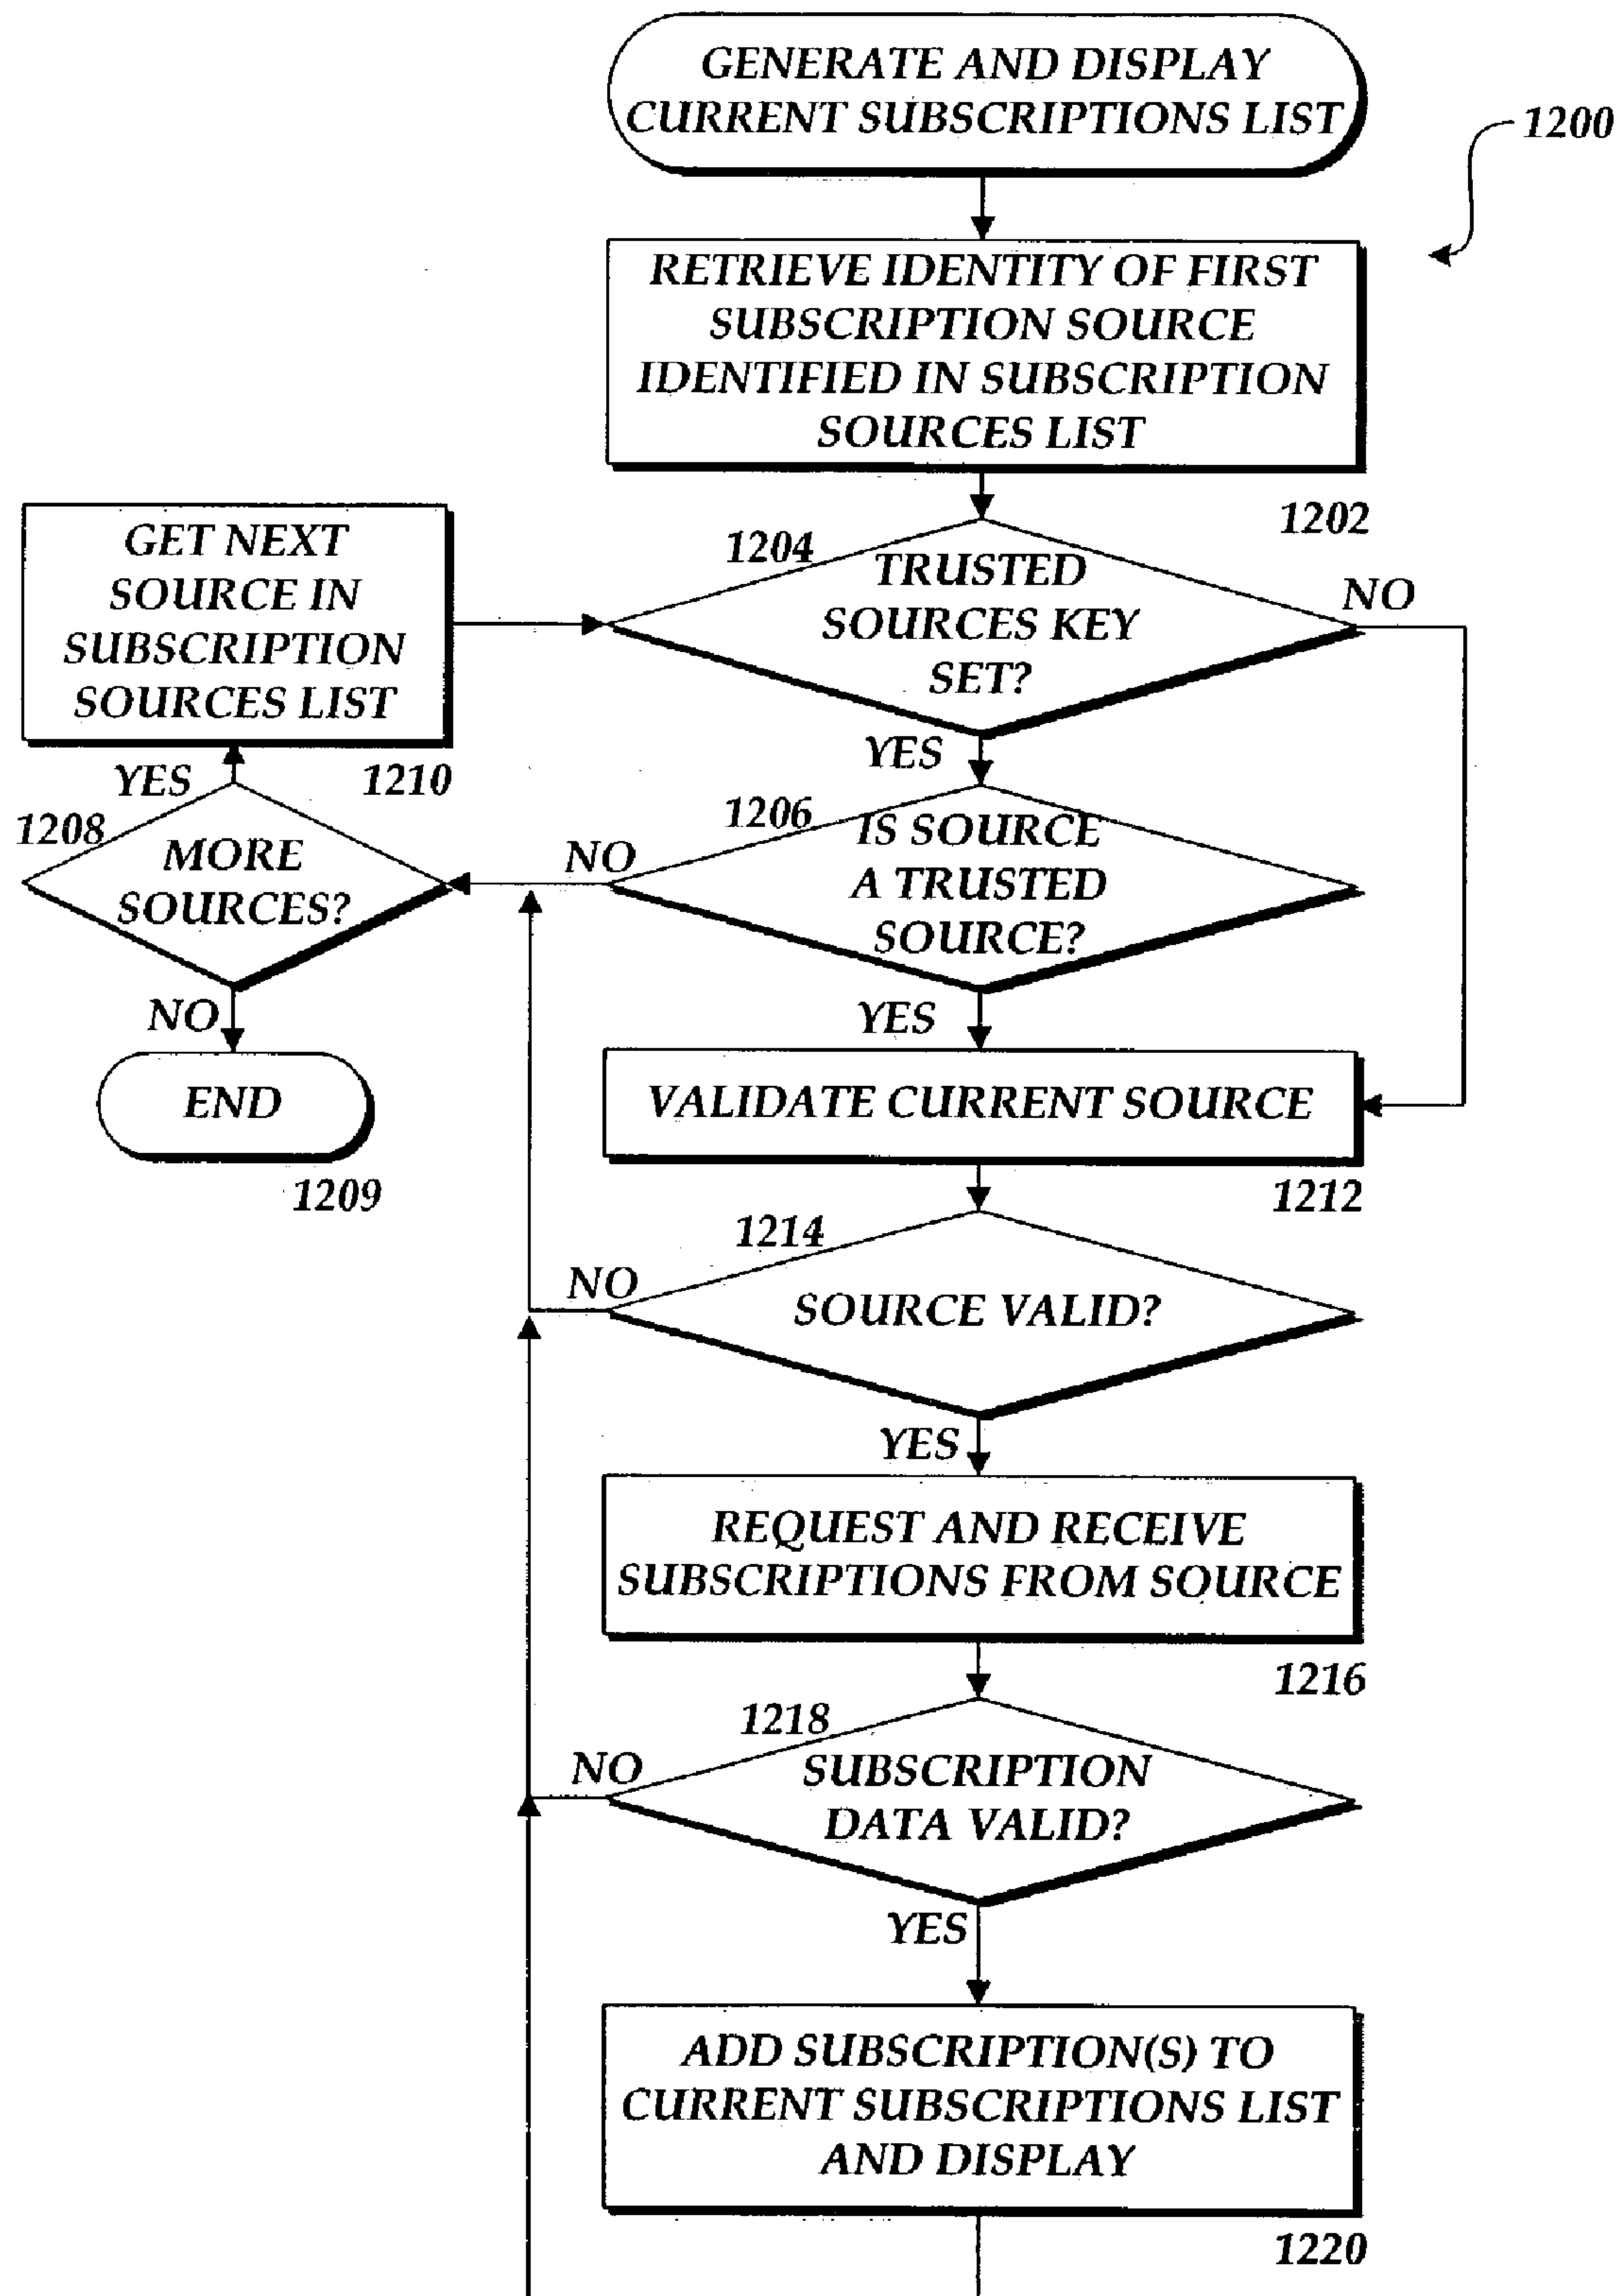 GENERATE AND DISPLAY
CURRENT SUBSCRIPTIONS LIST
1200
RETRIEVE IDENTITY OF FIRST
SUBSCRIPTION SOURCE
IDENTIFIED IN SUBSCRIPTION
SOURCES LIST
1202
GET NEXT
SOURCE IN
SUBSCRIPTION
SOURCES LIST
1210
1204
TRUSTED
SOURCES KEY
SET?
NO
YES
1206
IS SOURCE
A TRUSTED
SOURCE?
NO
YES
YES
1208
MORE
SOURCES?
NO
END
1209
VALIDATE CURRENT SOURCE
1212
1214
SOURCE VALID?
NO
YES
REQUEST AND RECEIVE
SUBSCRIPTIONS FROM SOURCE
1216
1218
SUBSCRIPTION
DATA VALID?
NO
YES
ADD SUBSCRIPTION(S) TO
CURRENT SUBSCRIPTIONS LIST
AND DISPLAY
1220